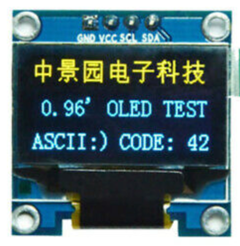 GND VCC SCL SDA
中景园电子科技
0.96' OLED TEST
ASCII:) CODE: 42